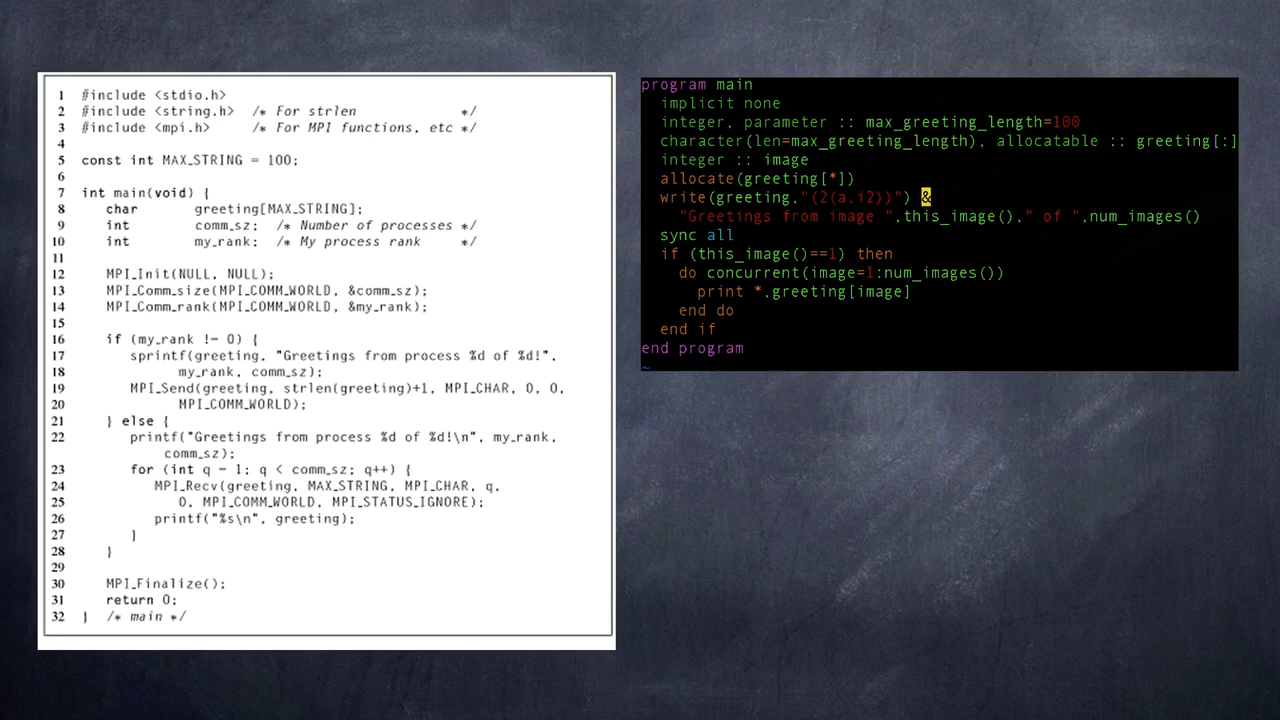 1 #include <stdio.h>
2 #include <string.h> /* For strlen */
3 #include <mpi.h> /* For MPI functions, etc */
4
5 const int MAX_STRING = 100;
6
7 int main(void) {
8 char greeting[MAX_STRING];
9 int comm_sz; /* Number of processes */
10 int my_rank; /* My process rank */
11
12 MPI_Init(NULL, NULL);
13 MPI_Comm_size(MPI_COMM_WORLD, &comm_sz);
14 MPI_Comm_rank(MPI_COMM_WORLD, &my_rank);
15
16 if (my_rank != 0) {
17 sprintf(greeting, "Greetings from process %d of %d!",
18 my_rank, comm_sz);
19 MPI_Send(greeting, strlen(greeting)+1, MPI_CHAR, 0, 0,
20 MPI_COMM_WORLD);
21 } else {
22 printf("Greetings from process %d of %d!\n", my_rank,
comm_sz);
23 for (int q = 1; q < comm_sz; q++) {
24 MPI_Recv(greeting, MAX_STRING, MPI_CHAR, q,
25 0, MPI_COMM_WORLD, MPI_STATUS_IGNORE);
26 printf("%s\n", greeting);
27 }
28 }
29
30 MPI_Finalize();
31 return 0;
32 } /* main */
program main
implicit none
integer, parameter :: max_greeting_length=100
character(len=max_greeting_length), allocatable :: greeting[:]
integer :: image
allocate(greeting[*])
write(greeting,"(2(a,i2))") &
"Greetings from image ",this_image()," of ",num_images()
sync all
if (this_image()==1) then
do concurrent(image=1:num_images())
print *,greeting[image]
end do
end if
end program
~